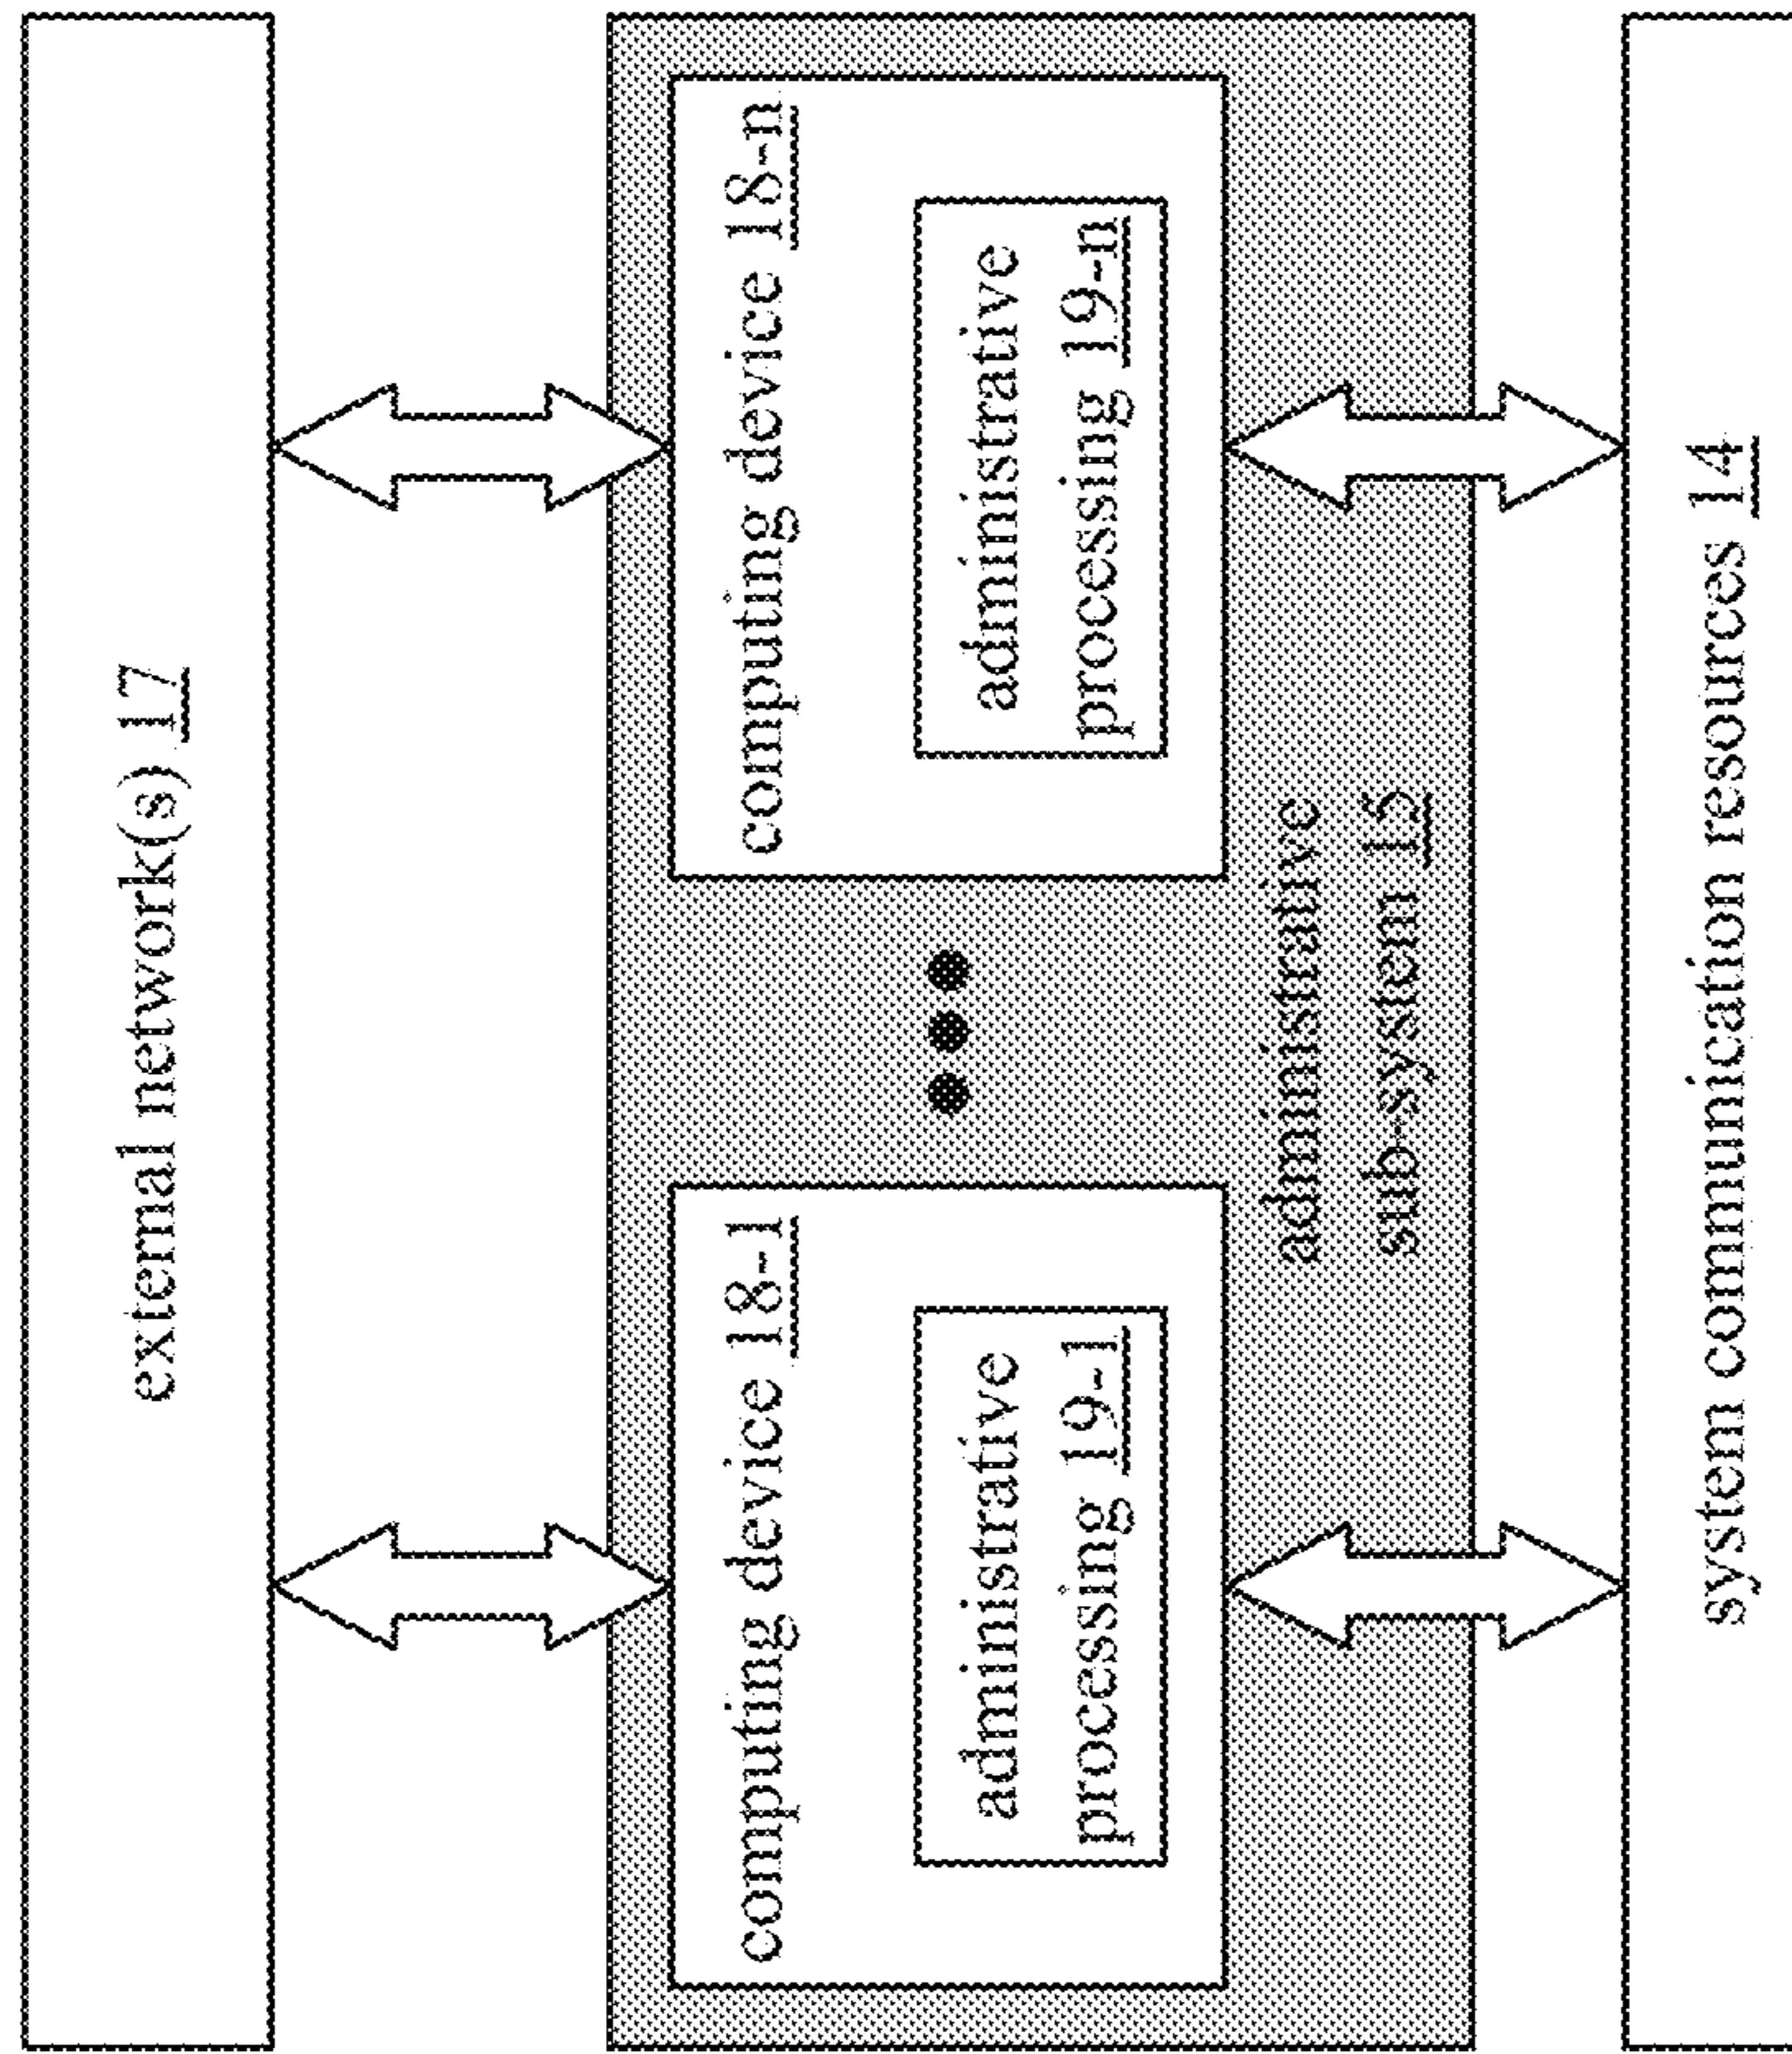 external network(s) 17
computing device 18-1
administrative
processing 19-1
computing device 18-n
administrative
processing 19-n
administrative
sub-system 15
system communication resources 14